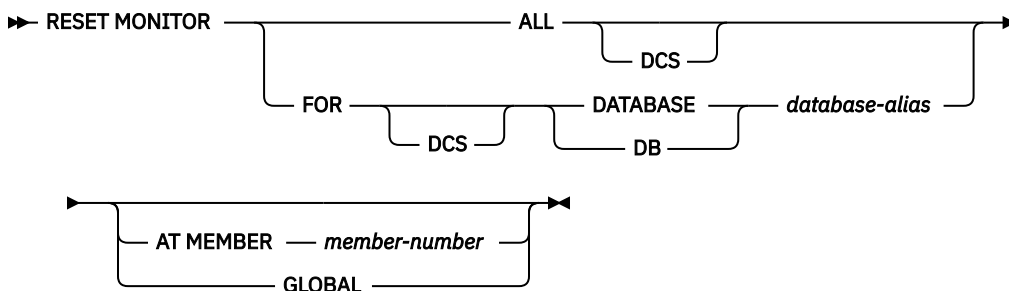 RESET MONITOR ALL
DCS
FOR DATABASE database-alias
DCS DB
AT MEMBER member-number
GLOBAL